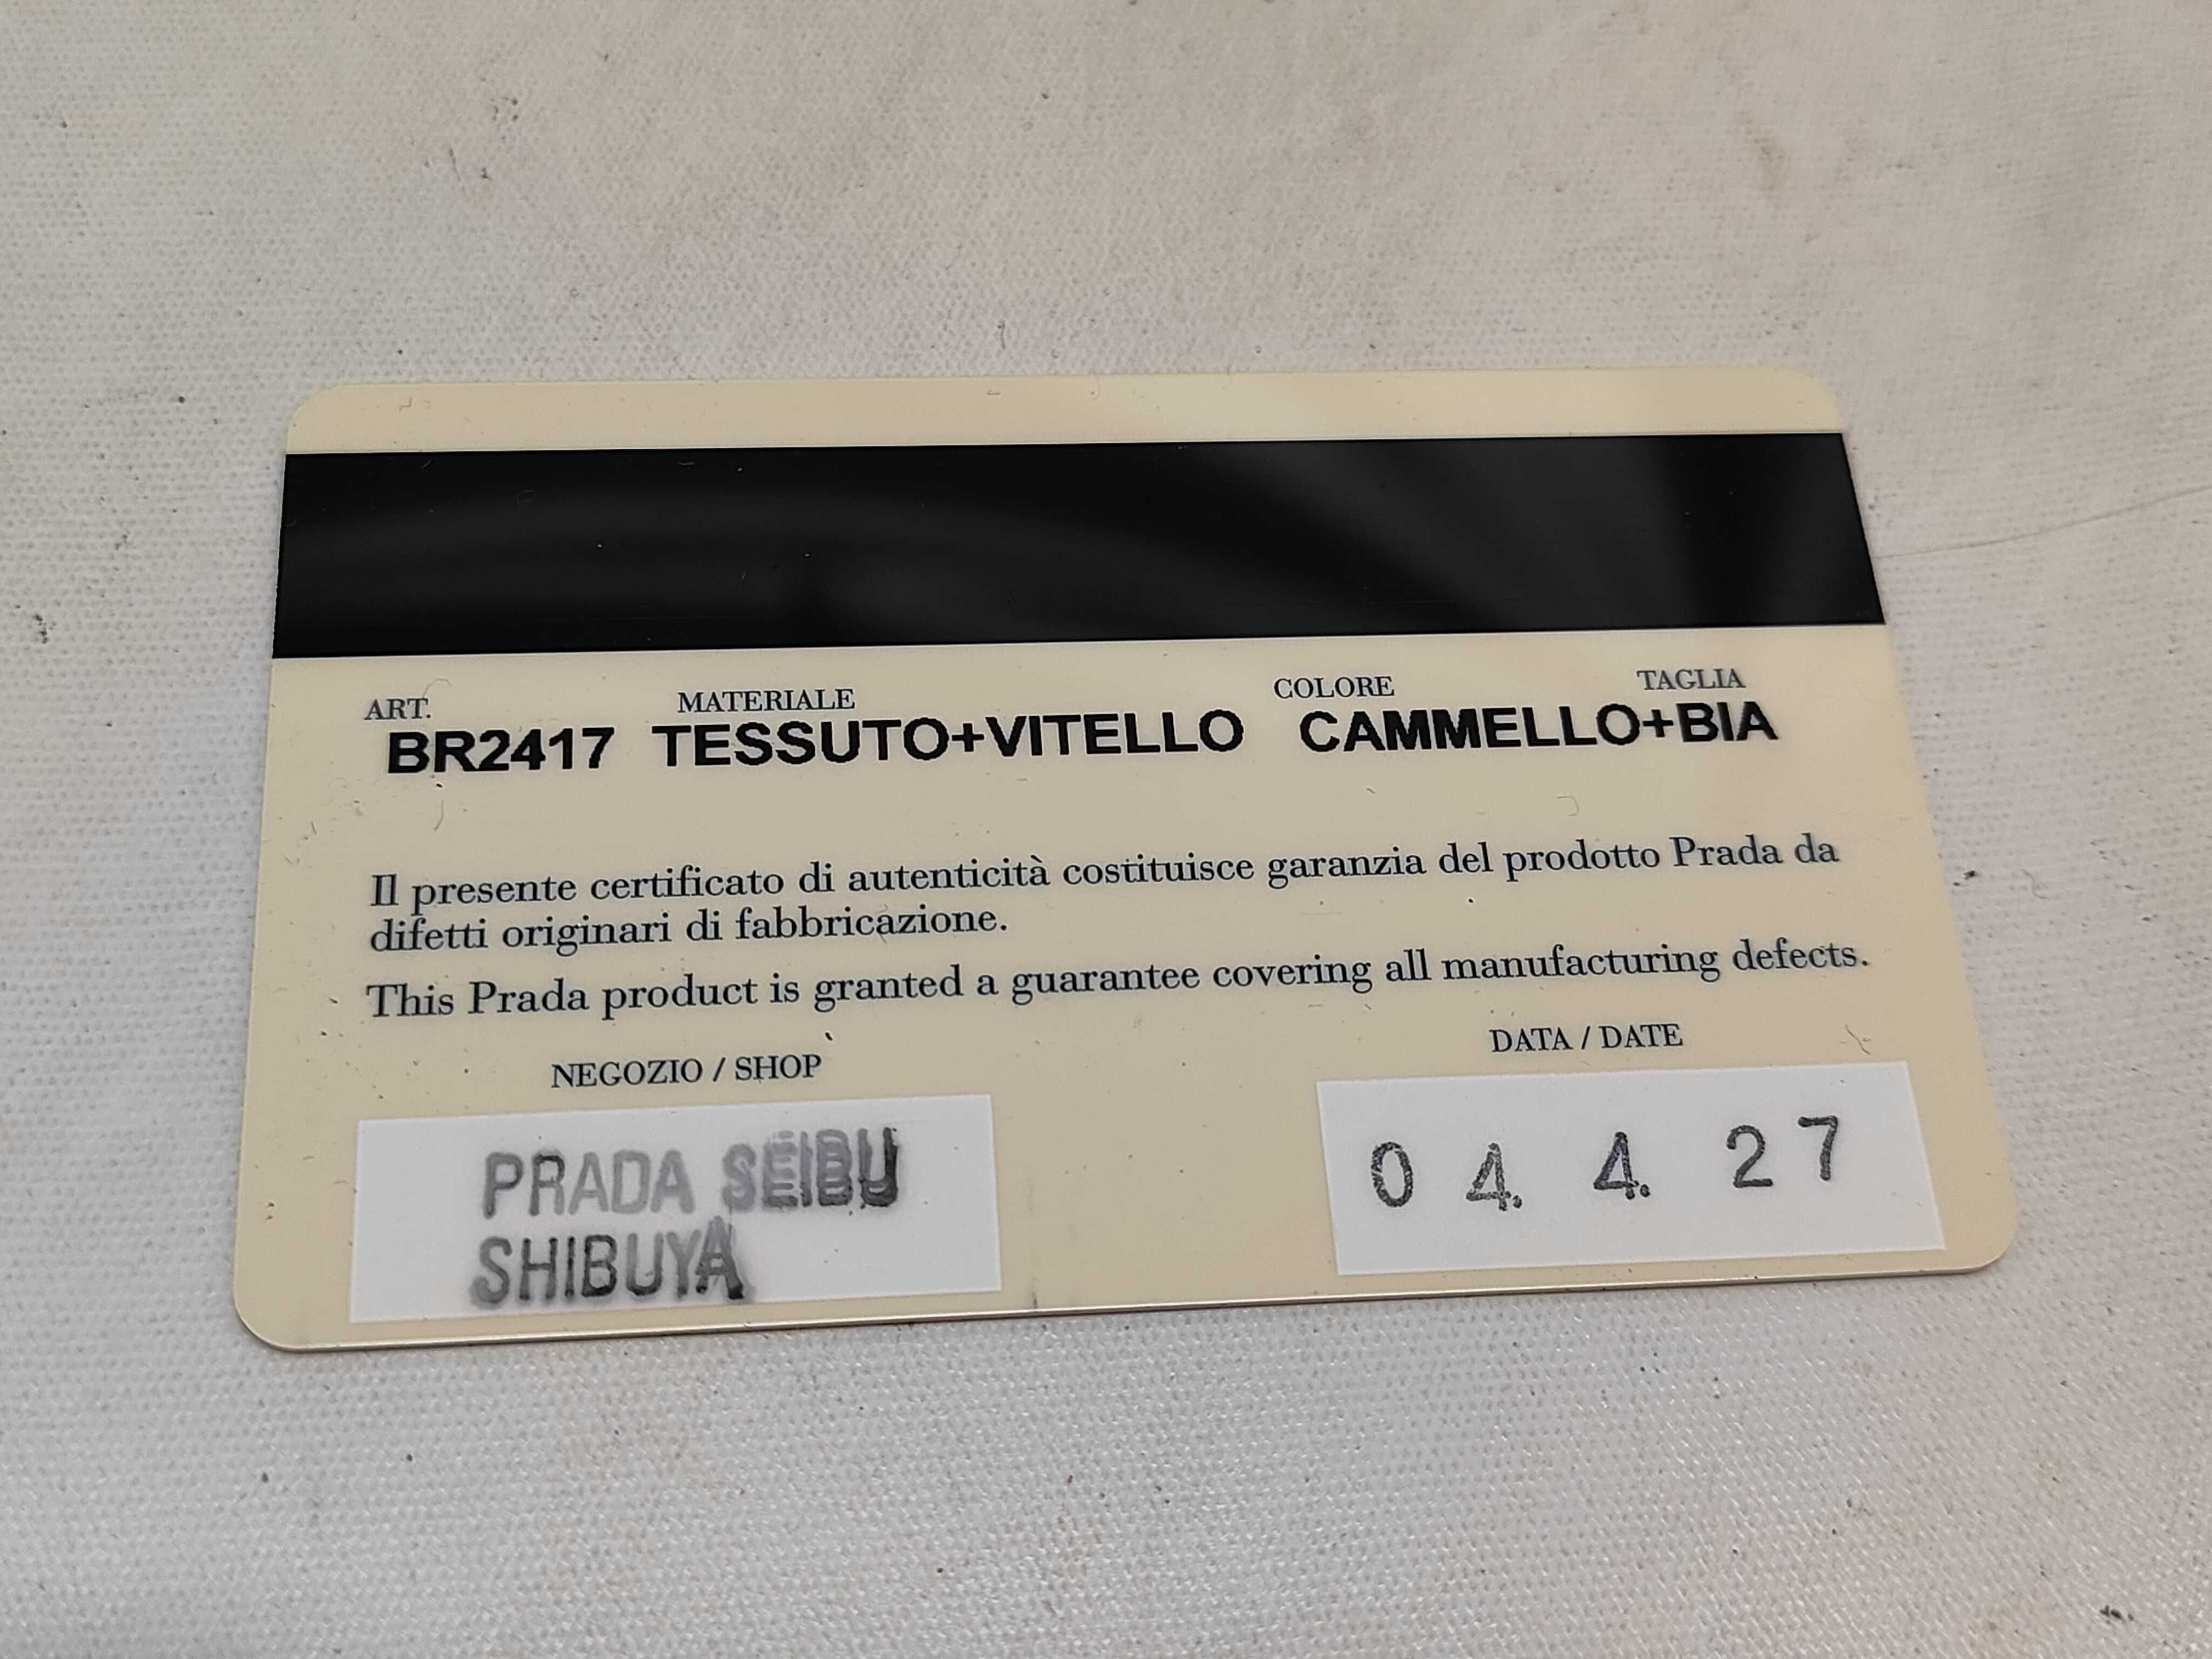 ART. MATERIALE COLORE TAGLIA
BR2417 TESSUTO+VITELLO CAMMELLO+BIA
Il presente certificato di autenticità costituisce garanzia del prodotto Prada da
difetti originari di fabbricazione.
This Prada product is granted a guarantee covering all manufacturing defects.
NEGOZIO / SHOP
PRADA SEIBU
SHIBUYA
DATA / DATE
04. 4. 27